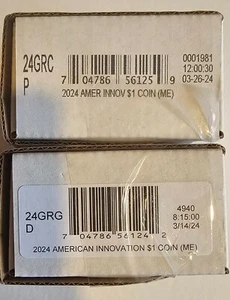 24GRC
P
0001981
12:00:30
03-26-24
7 04786 56125 9
2024 AMER INNOV $1 COIN (ME)
24GRG
D
4940
8:15:00
3/14/24
7 04786 56124 2
2024 AMERICAN INNOVATION $1 COIN (ME)